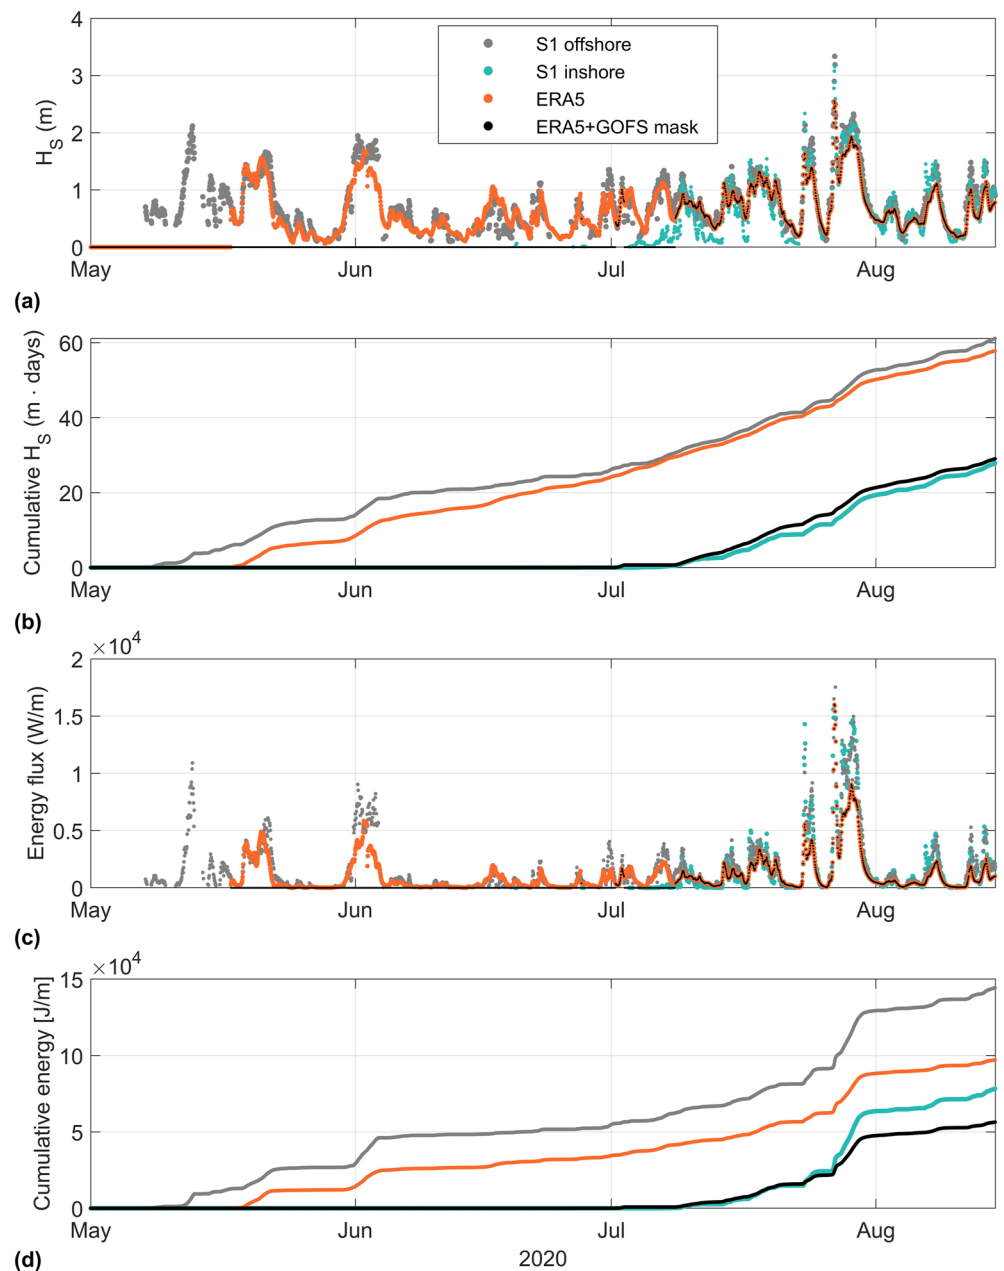 4
3
2
1
0
H_S (m)
S1 offshore
S1 inshore
ERA5
ERA5+GOFS mask
May
Jun
Jul
Aug
(a)
60
40
20
0
Cumulative H_S (m · days)
May
Jun
Jul
Aug
(b)
×10^4
2
1.5
1
0.5
0
Energy flux (W/m)
May
Jun
Jul
Aug
(c)
×10^4
15
10
5
0
Cumulative energy [J/m]
May
Jun
Jul
Aug
2020
(d)